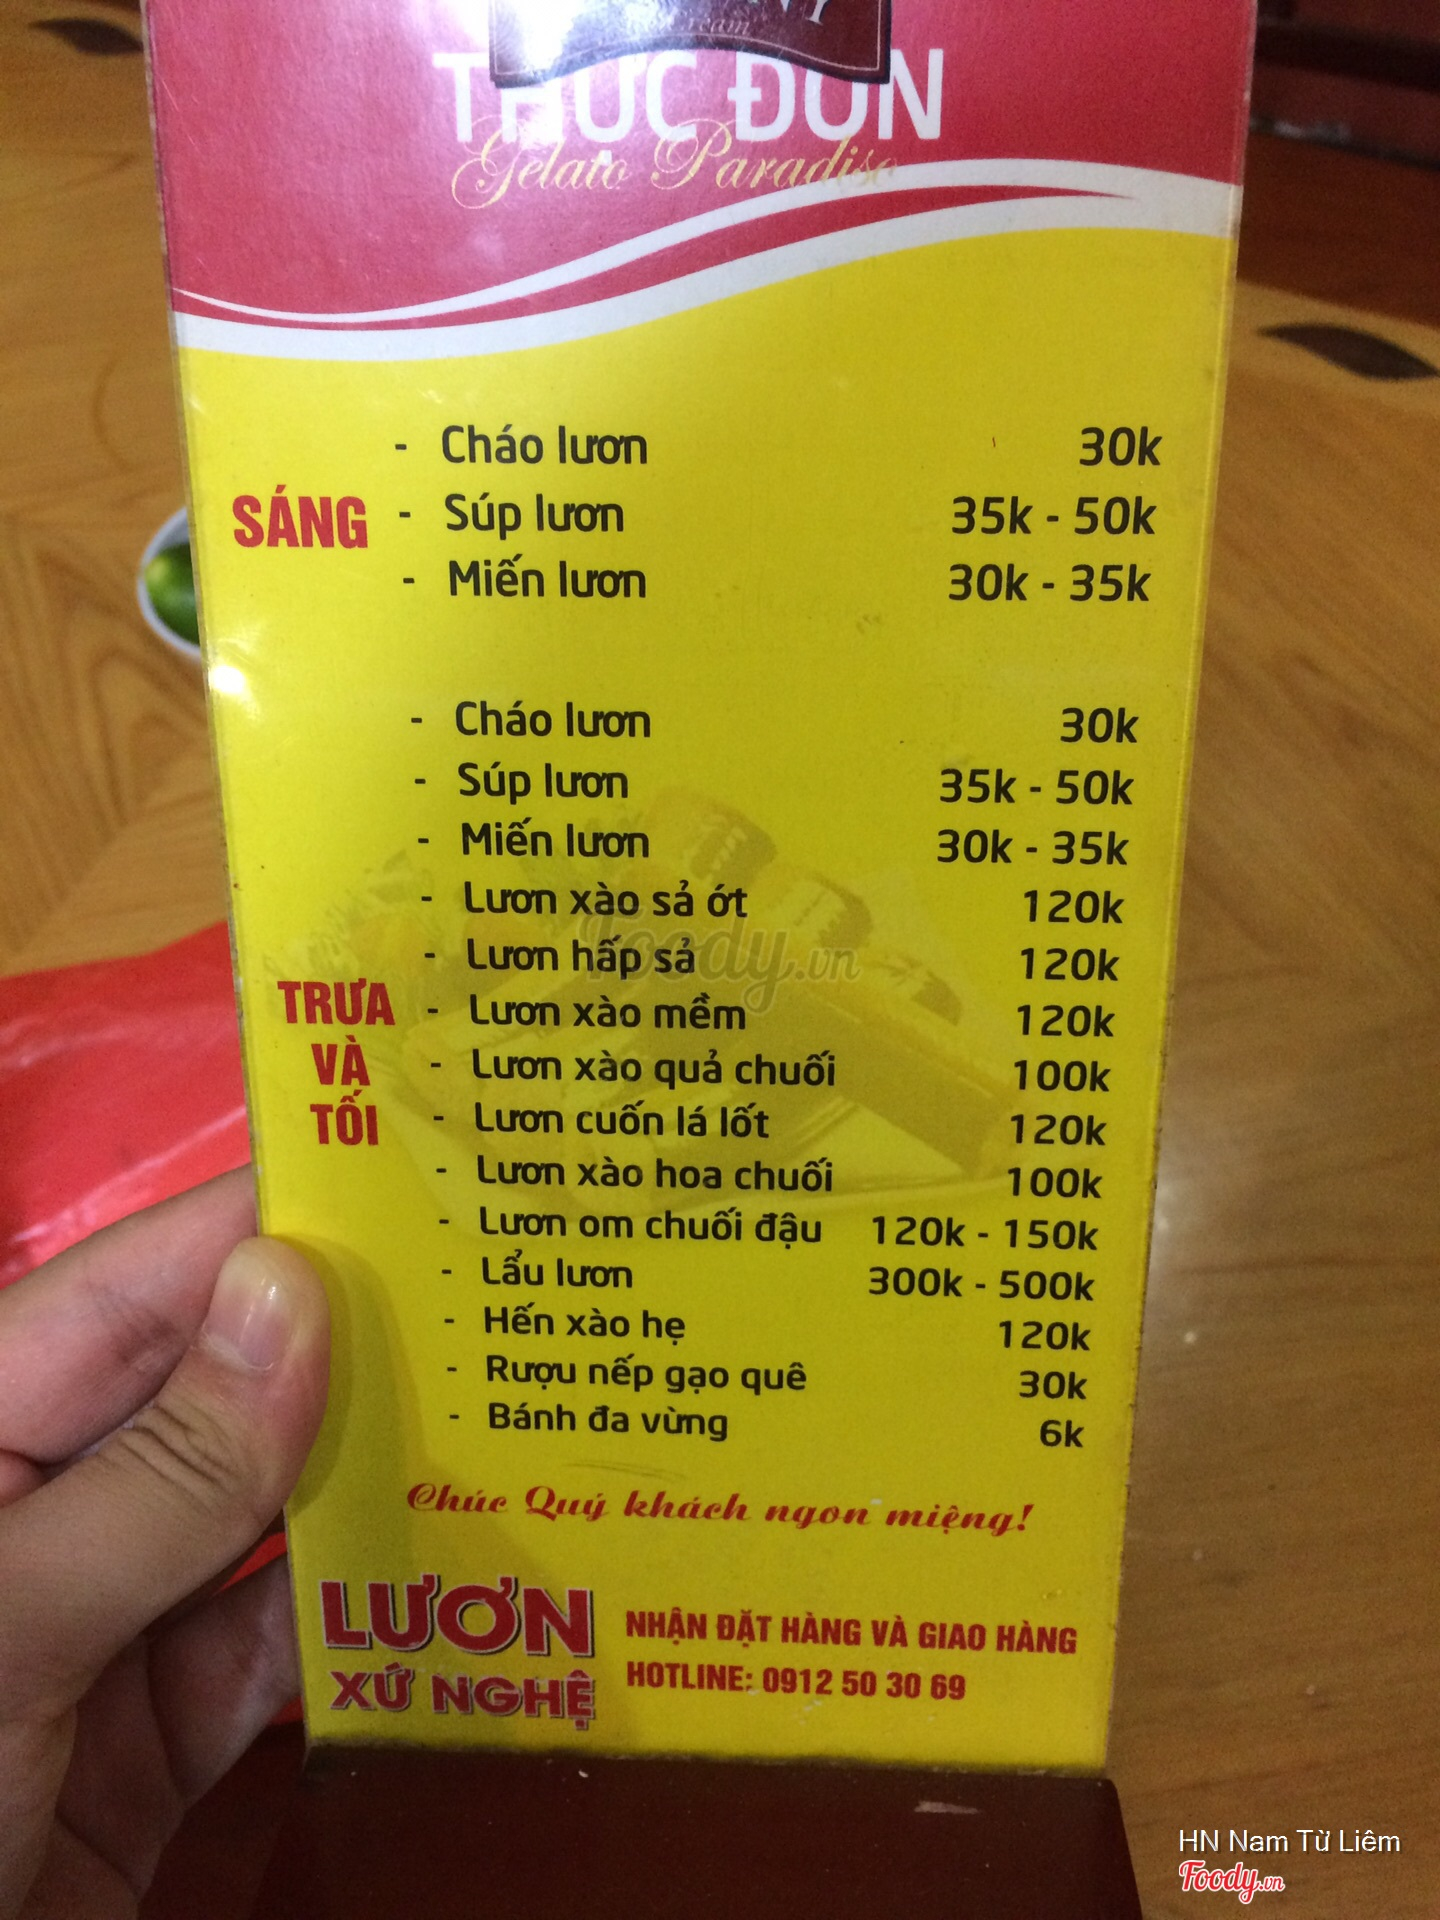 Cream
THỰC ĐƠN
Gelato Paradiso
SÁNG
- Cháo lươn 30k
- Súp lươn 35k - 50k
- Miến lươn 30k - 35k
TRƯA
VÀ
TỐI
- Cháo lươn 30k
- Súp lươn 35k - 50k
- Miến lươn 30k - 35k
- Lươn xào sả ớt 120k
- Lươn hấp sả 120k
- Lươn xào mềm 120k
- Lươn xào quả chuối 100k
- Lươn cuốn lá lốt 120k
- Lươn xào hoa chuối 100k
- Lươn om chuối đậu 120k - 150k
- Lẩu lươn 300k - 500k
- Hến xào hẹ 120k
- Rượu nếp gạo quê 30k
- Bánh đa vừng 6k
Foody.vn
Chúc Quý khách ngon miệng!
LƯƠN
XỨ NGHỆ
NHẬN ĐẶT HÀNG VÀ GIAO HÀNG
HOTLINE: 0912 50 30 69
HN Nam Từ Liêm
Foody.vn